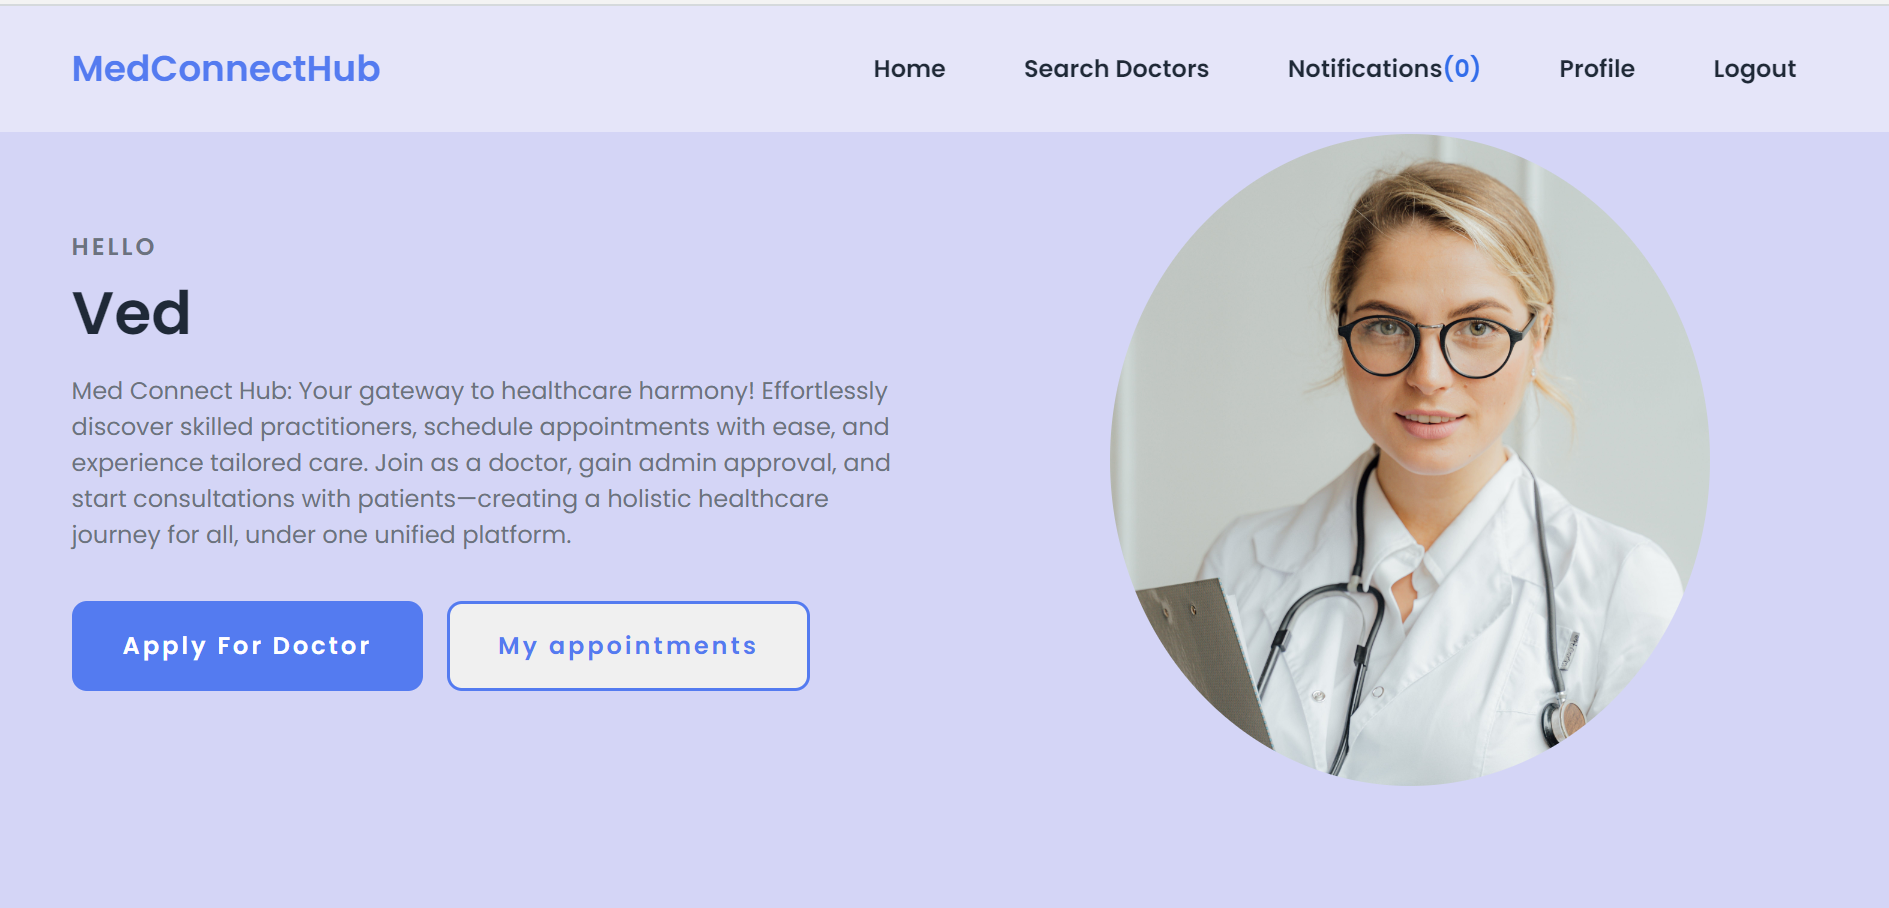 MedConnectHub
Home
Search Doctors
Notifications(0)
Profile
Logout
HELLO
Ved
Med Connect Hub: Your gateway to healthcare harmony! Effortlessly
discover skilled practitioners, schedule appointments with ease, and
experience tailored care. Join as a doctor, gain admin approval, and
start consultations with patients—creating a holistic healthcare
journey for all, under one unified platform.
Apply For Doctor
My appointments